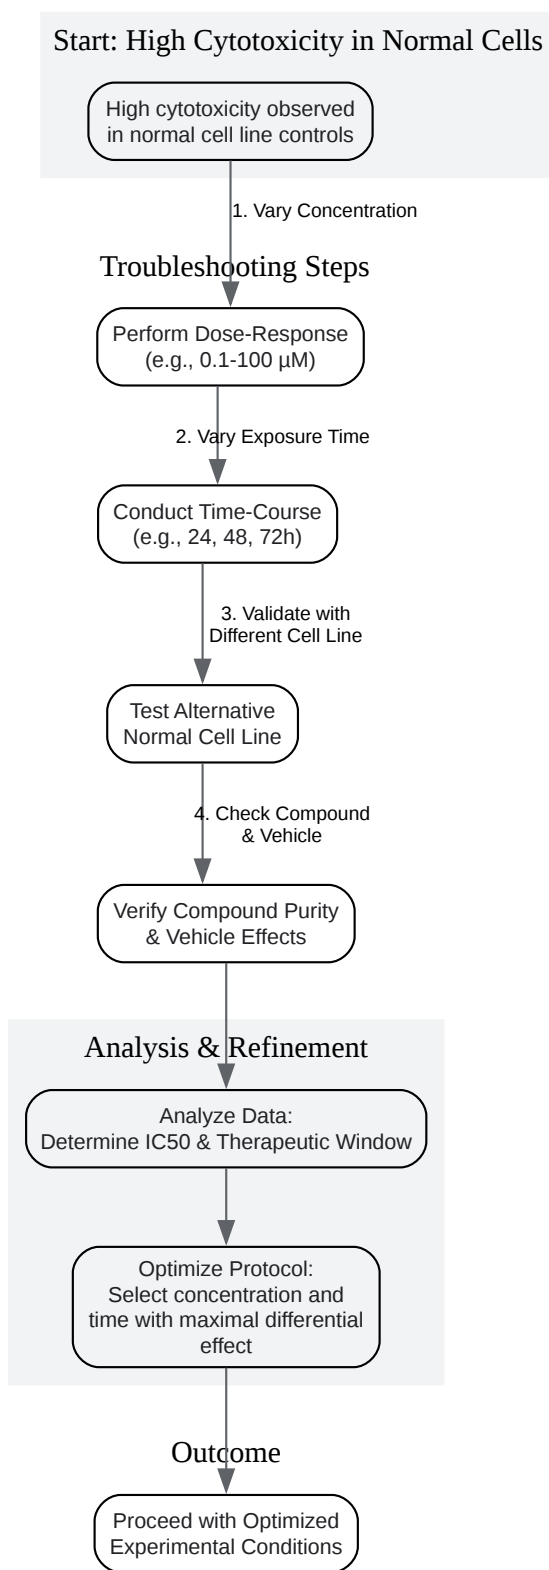 Start: High Cytotoxicity in Normal Cells
High cytotoxicity observed
in normal cell line controls
1. Vary Concentration
Troubleshooting Steps
Perform Dose-Response
(e.g., 0.1-100 µM)
2. Vary Exposure Time
Conduct Time-Course
(e.g., 24, 48, 72h)
3. Validate with
Different Cell Line
Test Alternative
Normal Cell Line
4. Check Compound
& Vehicle
Verify Compound Purity
& Vehicle Effects
Analysis & Refinement
Analyze Data:
Determine IC50 & Therapeutic Window
Optimize Protocol:
Select concentration and
time with maximal differential
effect
Outcome
Proceed with Optimized
Experimental Conditions